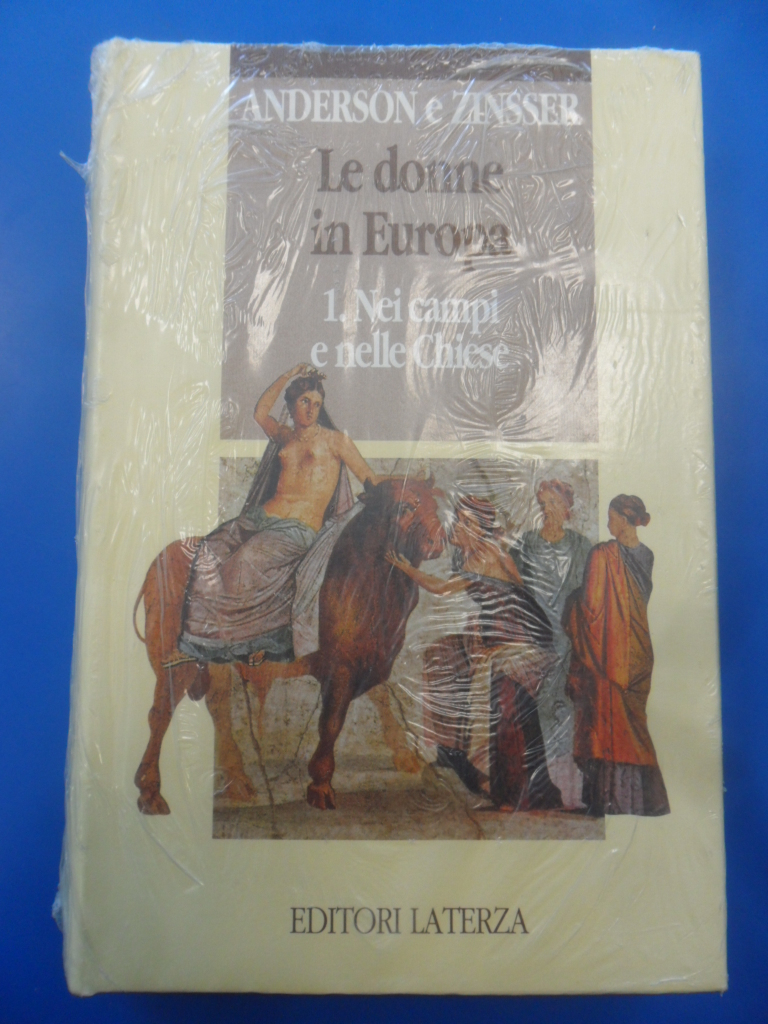 ANDERSON e ZINSSER
Le donne
in Europa
1. Nei campi
e nelle Chiese
EDITORI LATERZA